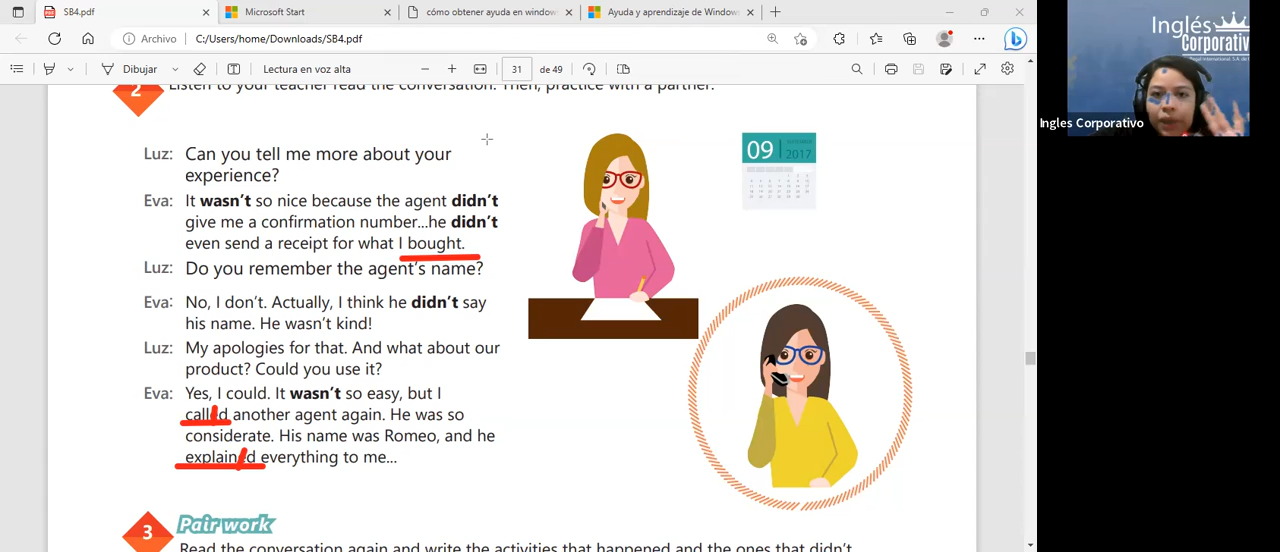 SB4.pdf
Microsoft Start
cómo obtener ayuda en window
Ayuda y aprendizaje de Window
Archivo
C:/Users/home/Downloads/SB4.pdf
Dibujar
Lectura en voz alta
31
de 49
2 Listen to your teacher read the conversation. Then, practice with a partner.
Luz: Can you tell me more about your
experience?
Eva: It wasn't so nice because the agent didn't
give me a confirmation number...he didn't
even send a receipt for what I bought.
Luz: Do you remember the agent's name?
Eva: No, I don't. Actually, I think he didn't say
his name. He wasn't kind!
Luz: My apologies for that. And what about our
product? Could you use it?
Eva: Yes, I could. It wasn't so easy, but I
called another agent again. He was so
considerate. His name was Romeo, and he
explained everything to me...
09
2017
3 Pair work
Read the conversation again and write the activities that happened and the ones that didn't
Inglés
Corporativo
Ingles Corporativo